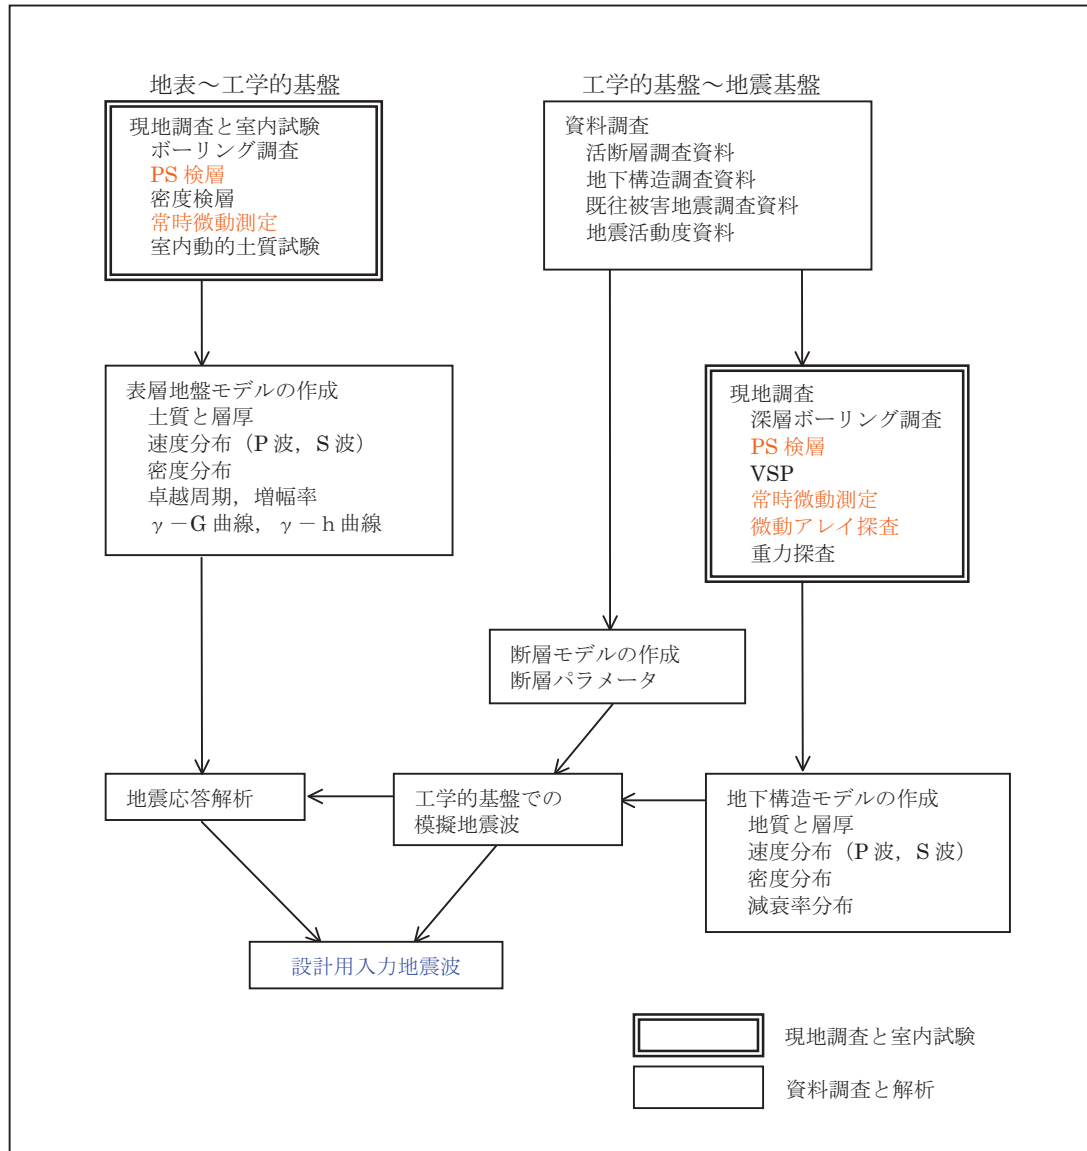 地表～工学的基盤
現地調査と室内試験
ボーリング調査
PS 検層
密度検層
常時微動測定
室内動的土質試験
工学的基盤～地震基盤
資料調査
活断層調査資料
地下構造調査資料
既往被害地震調査資料
地震活動度資料
表層地盤モデルの作成
土質と層厚
速度分布（P 波，S 波）
密度分布
卓越周期，増幅率
γ－G 曲線，γ－h 曲線
現地調査
深層ボーリング調査
PS 検層
VSP
常時微動測定
微動アレイ探査
重力探査
断層モデルの作成
断層パラメータ
地震応答解析
工学的基盤での
模擬地震波
地下構造モデルの作成
地質と層厚
速度分布（P 波，S 波）
密度分布
減衰率分布
設計用入力地震波
現地調査と室内試験
資料調査と解析